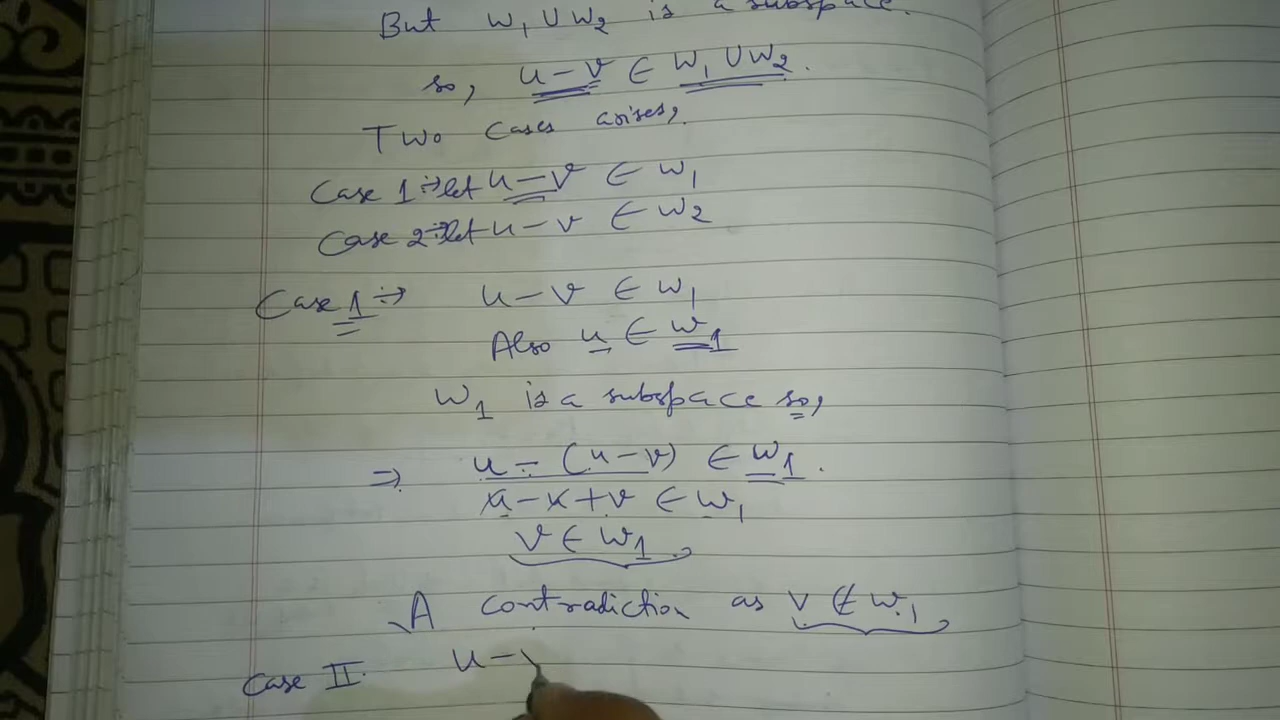 But W₁ ∪ W₂ is a subspace.
so, u - v ∈ W₁ ∪ W₂.
Two cases arises,
Case 1 :→ let u - v ∈ W₁
Case 2 :→ let u - v ∈ W₂
Case 1 :→ u - v ∈ W₁
Also u ∈ W₁
W₁ is a subspace so,
⇒ u - (u - v) ∈ W₁.
u - u + v ∈ W₁
v ∈ W₁
A contradiction as v ∉ W₁
Case II. u -